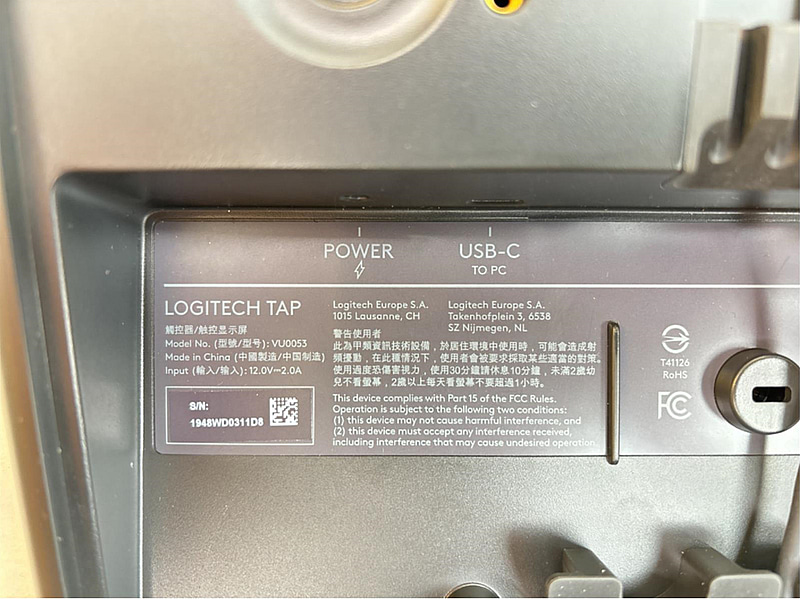 POWER
USB-C
TO PC
LOGITECH TAP
觸控器/触控显示屏
Model No. (型號/型号): VU0053
Made in China (中國製造/中国制造)
Input (輸入/输入): 12.0V⎓2.0A
S/N:
1948WD0311D8
Logitech Europe S.A.
1015 Lausanne, CH
Logitech Europe S.A.
Takenhofplein 3, 6538
SZ Nijmegen, NL
警告使用者
此為甲類資訊技術設備，於居住環境中使用時，可能會造成射
頻擾動，在此種情況下，使用者會被要求採取某些適當的對策。
使用過度恐傷害視力，使用30分鐘請休息10分鐘，未滿2歲幼
兒不看螢幕，2歲以上每天看螢幕不要超過1小時。
This device complies with Part 15 of the FCC Rules.
Operation is subject to the following two conditions:
(1) this device may not cause harmful interference, and
(2) this device must accept any interference received,
including interference that may cause undesired operation.
T41126
RoHS
FC